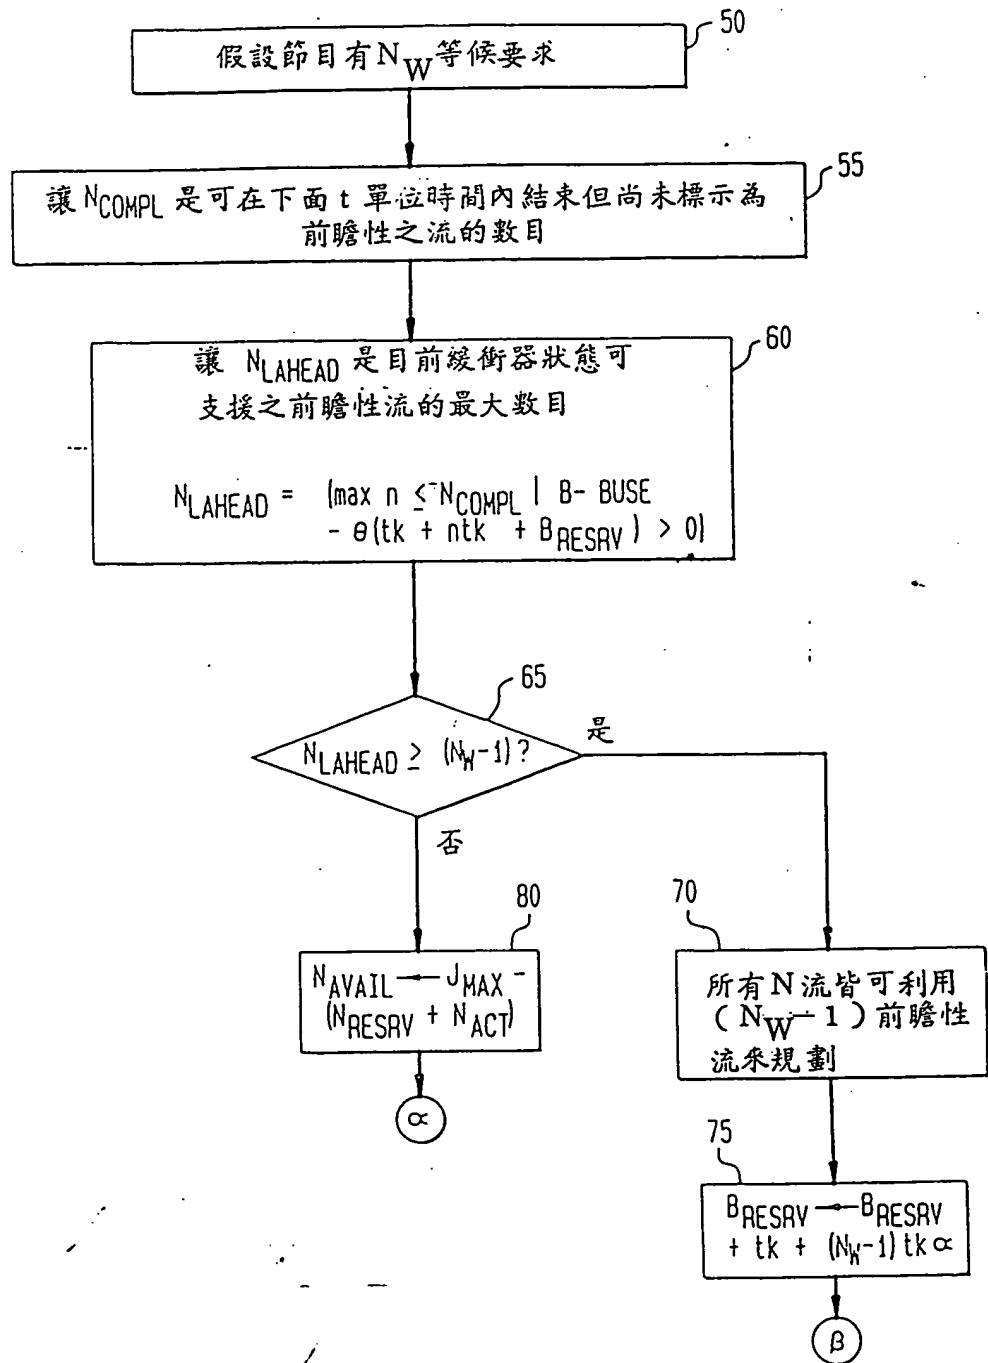 50
假設節目有N_W等候要求
55
讓 N_COMPL 是可在下面 t 單位時間內結束但尚未標示為
前瞻性之流的數目
60
讓 N_LAHEAD 是目前緩衝器狀態可
支援之前瞻性流的最大數目
N_LAHEAD = (max n ≤ N_COMPL | B- BUSE
- θ(tk + ntk + B_RESRV) > 0)
65
N_LAHEAD ≥ (N_W-1)?
是
否
80
N_AVAIL ← J_MAX -
(N_RESRV + N_ACT)
∝
70
所有N流皆可利用
(N_W-1)前瞻性
流來規劃
75
B_RESRV ← B_RESRV
+ tk + (N_W-1) tk ∝
β